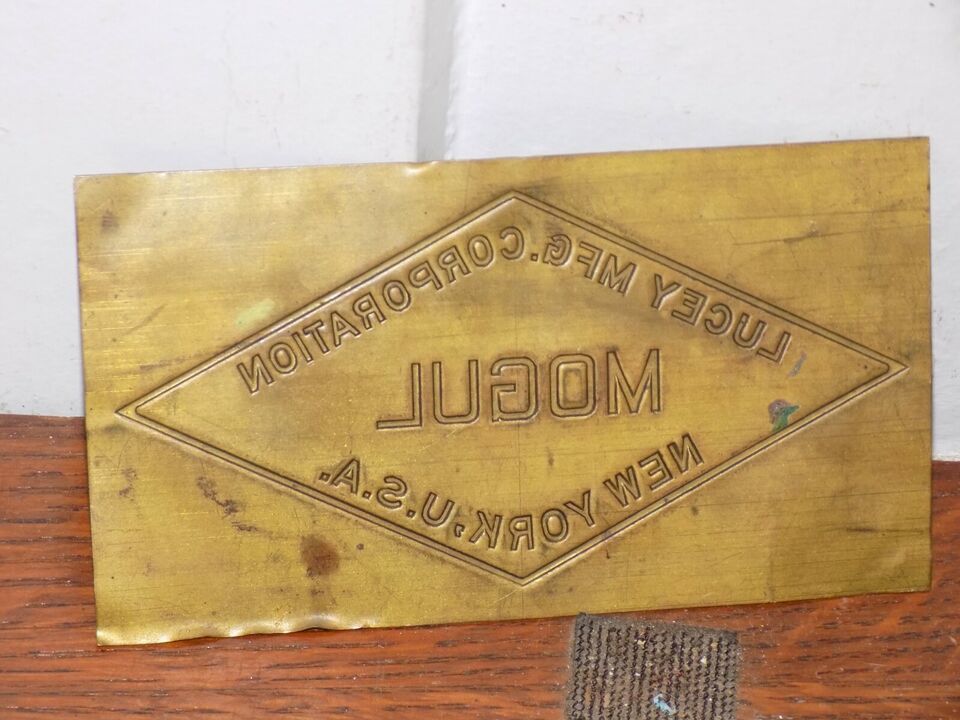 LUCEY MFG. CORPORATION
MOGUL
NEW YORK, U.S.A.